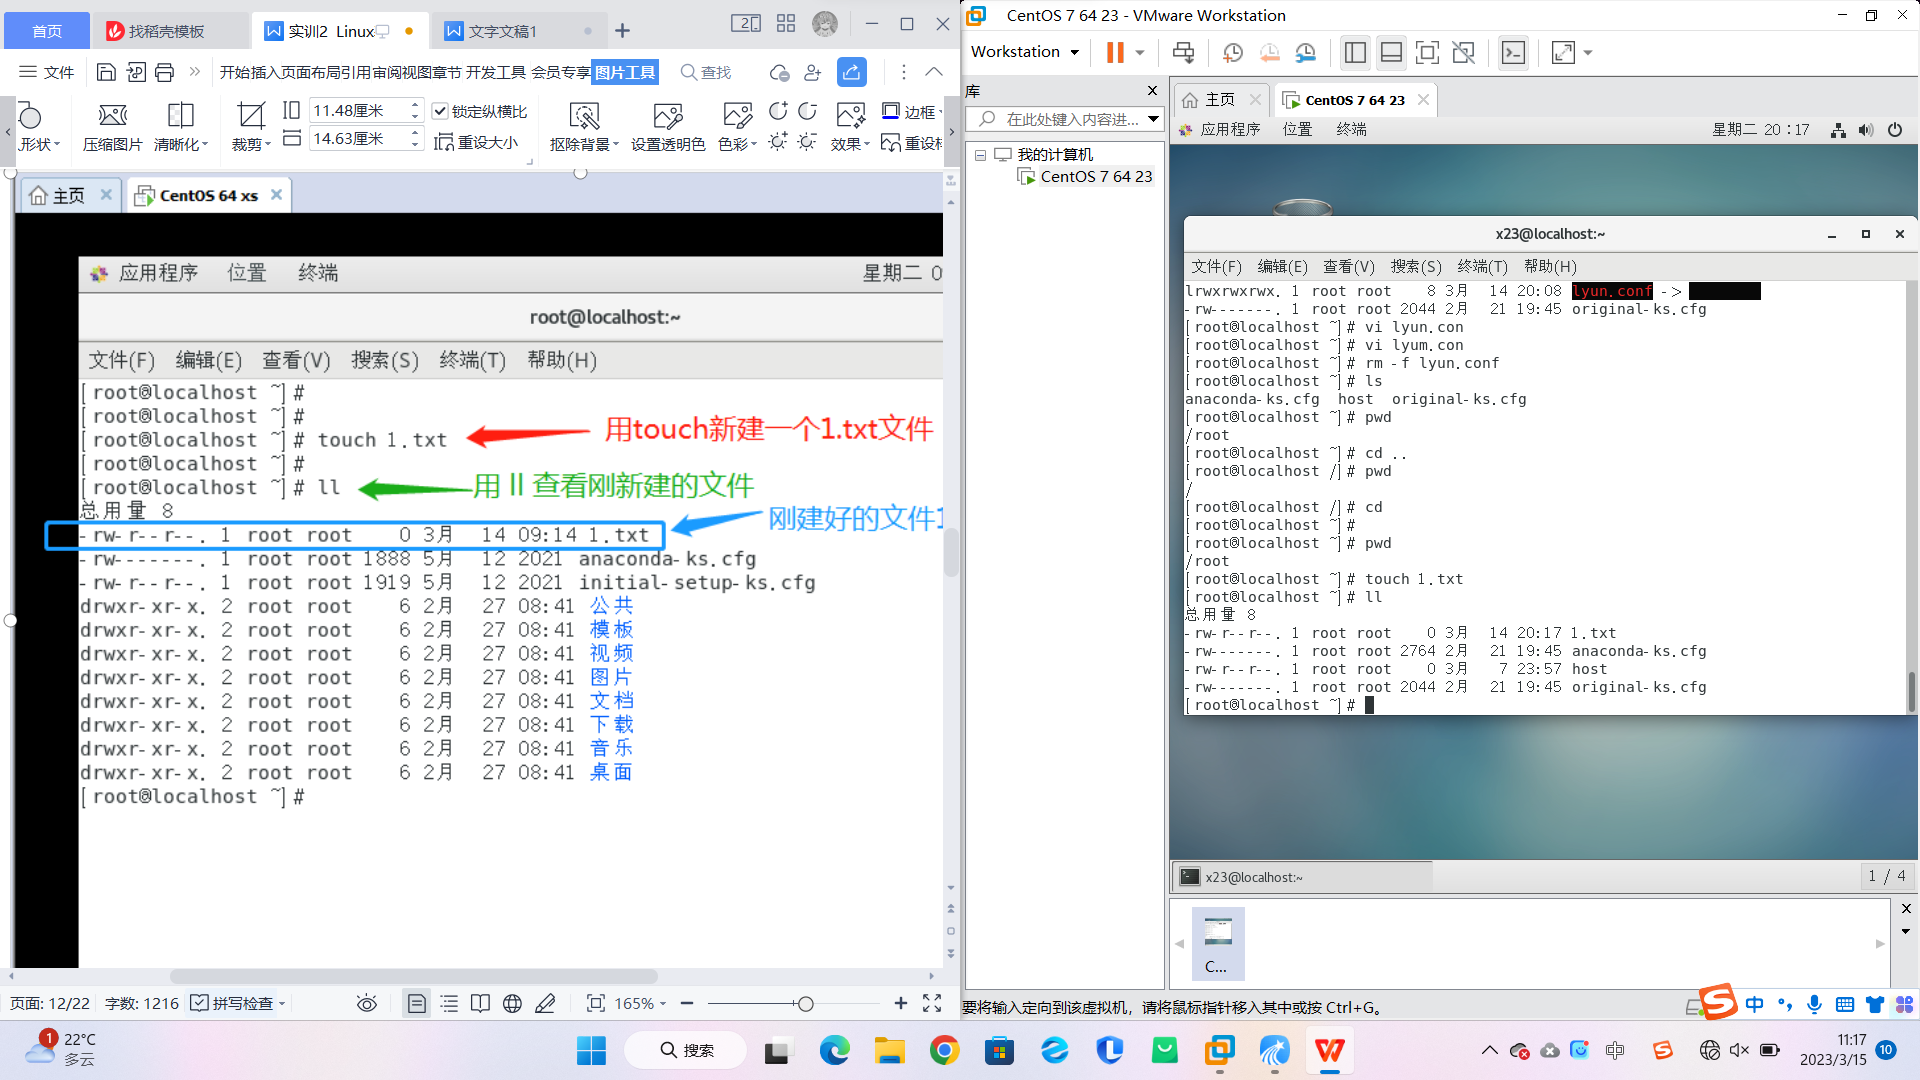 首页
找稻壳模板
实训2 Linux
文字文稿1
文件
开始插入页面布局引用审阅视图章节 开发工具 会员专享图片工具
查找
形状
压缩图片
清晰化
裁剪
11.48厘米
14.63厘米
锁定纵横比
重设大小
抠除背景
设置透明色
色彩
效果
边框
主页
CentOS 64 xs
应用程序 位置 终端
星期二
root@localhost:~
文件(F) 编辑(E) 查看(V) 搜索(S) 终端(T) 帮助(H)
[root@localhost ~]#
[root@localhost ~]#
[root@localhost ~]# touch 1.txt
用touch新建一个1.txt文件
[root@localhost ~]#
[root@localhost ~]# ll
用 ll 查看刚新建的文件
总用量 8
刚建好的文件1
-rw-r--r--. 1 root root 0 3月 14 09:14 1.txt
-rw-------. 1 root root 1888 5月 12 2021 anaconda-ks.cfg
-rw-r--r--. 1 root root 1919 5月 12 2021 initial-setup-ks.cfg
drwxr-xr-x. 2 root root 6 2月 27 08:41 公共
drwxr-xr-x. 2 root root 6 2月 27 08:41 模板
drwxr-xr-x. 2 root root 6 2月 27 08:41 视频
drwxr-xr-x. 2 root root 6 2月 27 08:41 图片
drwxr-xr-x. 2 root root 6 2月 27 08:41 文档
drwxr-xr-x. 2 root root 6 2月 27 08:41 下载
drwxr-xr-x. 2 root root 6 2月 27 08:41 音乐
drwxr-xr-x. 2 root root 6 2月 27 08:41 桌面
[root@localhost ~]#
页面: 12/22 字数: 1216 拼写检查 165%
CentOS 7 64 23 - VMware Workstation
Workstation
库
在此处键入内容进...
我的计算机
CentOS 7 64 23
主页
CentOS 7 64 23
应用程序 位置 终端
星期二 20：17
x23@localhost:~
文件(F) 编辑(E) 查看(V) 搜索(S) 终端(T) 帮助(H)
lrwxrwxrwx. 1 root root 8 3月 14 20:08 lyun.conf ->
-rw-------. 1 root root 2044 2月 21 19:45 original-ks.cfg
[root@localhost ~]# vi lyun.con
[root@localhost ~]# vi lyum.con
[root@localhost ~]# rm -f lyun.conf
[root@localhost ~]# ls
anaconda-ks.cfg host original-ks.cfg
[root@localhost ~]# pwd
/root
[root@localhost ~]# cd ..
[root@localhost /]# pwd
/
[root@localhost /]# cd
[root@localhost ~]#
[root@localhost ~]# pwd
/root
[root@localhost ~]# touch 1.txt
[root@localhost ~]# ll
总用量 8
-rw-r--r--. 1 root root 0 3月 14 20:17 1.txt
-rw-------. 1 root root 2764 2月 21 19:45 anaconda-ks.cfg
-rw-r--r--. 1 root root 0 3月 7 23:57 host
-rw-------. 1 root root 2044 2月 21 19:45 original-ks.cfg
[root@localhost ~]#
x23@localhost:~
1 / 4
C...
要将输入定向到该虚拟机，请将鼠标指针移入其中或按 Ctrl+G。
中
1
22°C
多云
搜索
中
11:17
2023/3/15
10